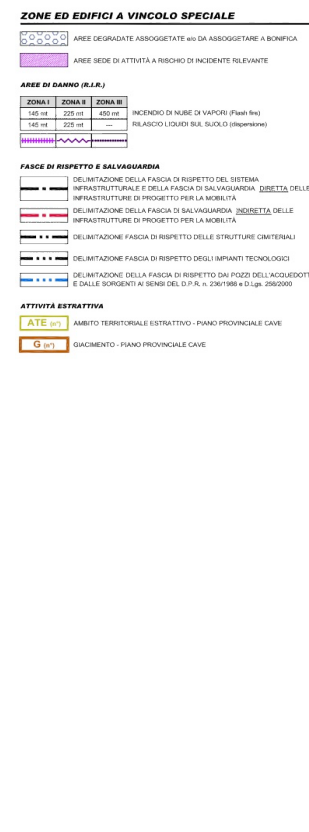 ZONE ED EDIFICI A VINCOLO SPECIALE
AREE DEGRADATE ASSOGGETATE e/o DA ASSOGGETARE A BONIFICA
AREE SEDE DI ATTIVITÀ A RISCHIO DI INCIDENTE RILEVANTE
AREE DI DANNO (R.I.R.)
ZONA I ZONA II ZONA III
145 mt 225 mt 450 mt INCENDIO DI NUBE DI VAPORI (Flash fire)
145 mt 225 mt --- RILASCIO LIQUIDI SUL SUOLO (dispersione)
FASCE DI RISPETTO E SALVAGUARDIA
DELIMITAZIONE DELLA FASCIA DI RISPETTO DEL SISTEMA
INFRASTRUTTURALE E DELLA FASCIA DI SALVAGUARDIA DIRETTA DELLE
INFRASTRUTTURE DI PROGETTO PER LA MOBILITÀ
DELIMITAZIONE DELLA FASCIA DI SALVAGUARDIA INDIRETTA DELLE
INFRASTRUTTURE DI PROGETTO PER LA MOBILITÀ
DELIMITAZIONE FASCIA DI RISPETTO DELLE STRUTTURE CIMITERIALI
DELIMITAZIONE FASCIA DI RISPETTO DEGLI IMPIANTI TECNOLOGICI
DELIMITAZIONE DELLA FASCIA DI RISPETTO DAI POZZI DELL'ACQUEDOTT
E DALLE SORGENTI AI SENSI DEL D.P.R. n. 236/1988 e D.Lgs. 258/2000
ATTIVITÀ ESTRATTIVA
ATE (n°) AMBITO TERRITORIALE ESTRATTIVO - PIANO PROVINCIALE CAVE
G (n°) GIACIMENTO - PIANO PROVINCIALE CAVE